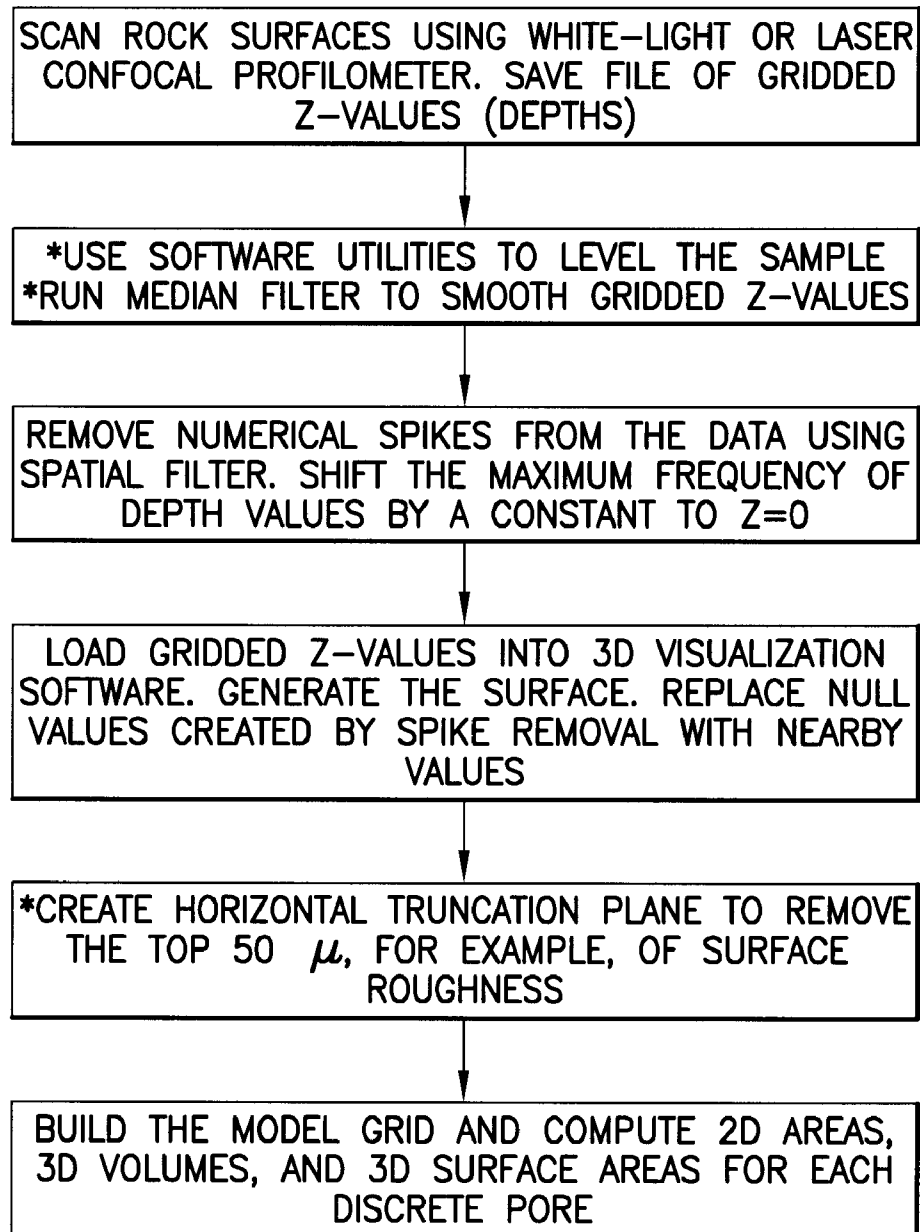 SCAN ROCK SURFACES USING WHITE-LIGHT OR LASER
CONFOCAL PROFILOMETER. SAVE FILE OF GRIDDED
Z-VALUES (DEPTHS)
*USE SOFTWARE UTILITIES TO LEVEL THE SAMPLE
*RUN MEDIAN FILTER TO SMOOTH GRIDDED Z-VALUES
REMOVE NUMERICAL SPIKES FROM THE DATA USING
SPATIAL FILTER. SHIFT THE MAXIMUM FREQUENCY OF
DEPTH VALUES BY A CONSTANT TO Z=0
LOAD GRIDDED Z-VALUES INTO 3D VISUALIZATION
SOFTWARE. GENERATE THE SURFACE. REPLACE NULL
VALUES CREATED BY SPIKE REMOVAL WITH NEARBY
VALUES
*CREATE HORIZONTAL TRUNCATION PLANE TO REMOVE
THE TOP 50 μ, FOR EXAMPLE, OF SURFACE
ROUGHNESS
BUILD THE MODEL GRID AND COMPUTE 2D AREAS,
3D VOLUMES, AND 3D SURFACE AREAS FOR EACH
DISCRETE PORE